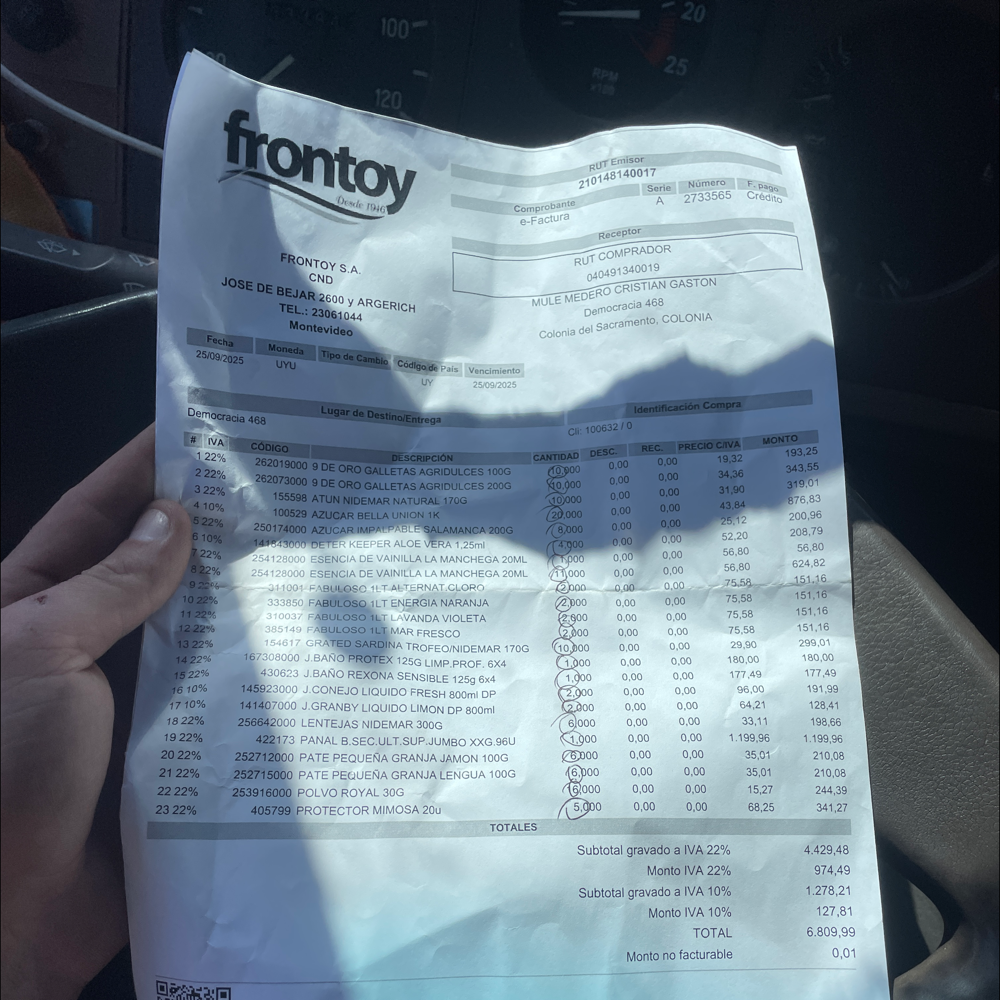 100
120
20
25
RPM
x100
frontoy
Desde 1946
RUT Emisor
210148140017
Comprobante Serie Número F. pago
e-Factura A 2733565 Crédito
Receptor
RUT COMPRADOR
040491340019
MULE MEDERO CRISTIAN GASTON
Democracia 468
Colonia del Sacramento, COLONIA
FRONTOY S.A.
CND
JOSE DE BEJAR 2600 y ARGERICH
TEL.: 23061044
Montevideo
Fecha Moneda Tipo de Cambio Código de País Vencimiento
25/09/2025 UYU UY 25/09/2025
Lugar de Destino/Entrega Identificación Compra
Democracia 468 Cli: 100632 / 0
# IVA CÓDIGO DESCRIPCIÓN CANTIDAD DESC. REC. PRECIO C/IVA MONTO
1 22% 262019000 9 DE ORO GALLETAS AGRIDULCES 100G 10,000 0,00 0,00 19,32 193,25
2 22% 262073000 9 DE ORO GALLETAS AGRIDULCES 200G 10,000 0,00 0,00 34,36 343,55
3 22% 155598 ATUN NIDEMAR NATURAL 170G 10,000 0,00 0,00 31,90 319,01
4 10% 100529 AZUCAR BELLA UNION 1K 20,000 0,00 0,00 43,84 876,83
5 22% 250174000 AZUCAR IMPALPABLE SALAMANCA 200G 8,000 0,00 0,00 25,12 200,96
6 10% 141843000 DETER KEEPER ALOE VERA 1,25ml 4,000 0,00 0,00 52,20 208,79
7 22% 254128000 ESENCIA DE VAINILLA LA MANCHEGA 20ML 1,000 0,00 0,00 56,80 56,80
8 22% 254128000 ESENCIA DE VAINILLA LA MANCHEGA 20ML 11,000 0,00 0,00 56,80 624,82
9 22% 311001 FABULOSO 1LT ALTERNAT.CLORO 2,000 0,00 0,00 75,58 151,16
10 22% 333850 FABULOSO 1LT ENERGIA NARANJA 2,000 0,00 0,00 75,58 151,16
11 22% 310037 FABULOSO 1LT LAVANDA VIOLETA 2,000 0,00 0,00 75,58 151,16
12 22% 385149 FABULOSO 1LT MAR FRESCO 2,000 0,00 0,00 75,58 151,16
13 22% 154617 GRATED SARDINA TROFEO/NIDEMAR 170G 10,000 0,00 0,00 29,90 299,01
14 22% 167308000 J.BAÑO PROTEX 125G LIMP.PROF. 6X4 1,000 0,00 0,00 180,00 180,00
15 22% 430623 J.BAÑO REXONA SENSIBLE 125g 6x4 1,000 0,00 0,00 177,49 177,49
16 10% 145923000 J.CONEJO LIQUIDO FRESH 800ml DP 2,000 0,00 0,00 96,00 191,99
17 10% 141407000 J.GRANBY LIQUIDO LIMON DP 800ml 2,000 0,00 0,00 64,21 128,41
18 22% 256642000 LENTEJAS NIDEMAR 300G 6,000 0,00 0,00 33,11 198,66
19 22% 422173 PANAL B.SEC.ULT.SUP.JUMBO XXG.96U 1,000 0,00 0,00 1.199,96 1.199,96
20 22% 252712000 PATE PEQUEÑA GRANJA JAMON 100G 6,000 0,00 0,00 35,01 210,08
21 22% 252715000 PATE PEQUEÑA GRANJA LENGUA 100G 6,000 0,00 0,00 35,01 210,08
22 22% 253916000 POLVO ROYAL 30G 16,000 0,00 0,00 15,27 244,39
23 22% 405799 PROTECTOR MIMOSA 20u 5,000 0,00 0,00 68,25 341,27
TOTALES
Subtotal gravado a IVA 22% 4.429,48
Monto IVA 22% 974,49
Subtotal gravado a IVA 10% 1.278,21
Monto IVA 10% 127,81
TOTAL 6.809,99
Monto no facturable 0,01